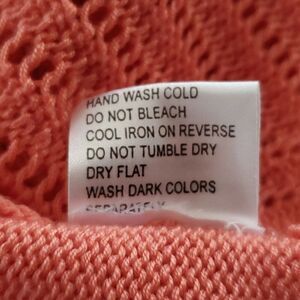 HAND WASH COLD
DO NOT BLEACH
COOL IRON ON REVERSE
DO NOT TUMBLE DRY
DRY FLAT
WASH DARK COLORS
SEPARATELY